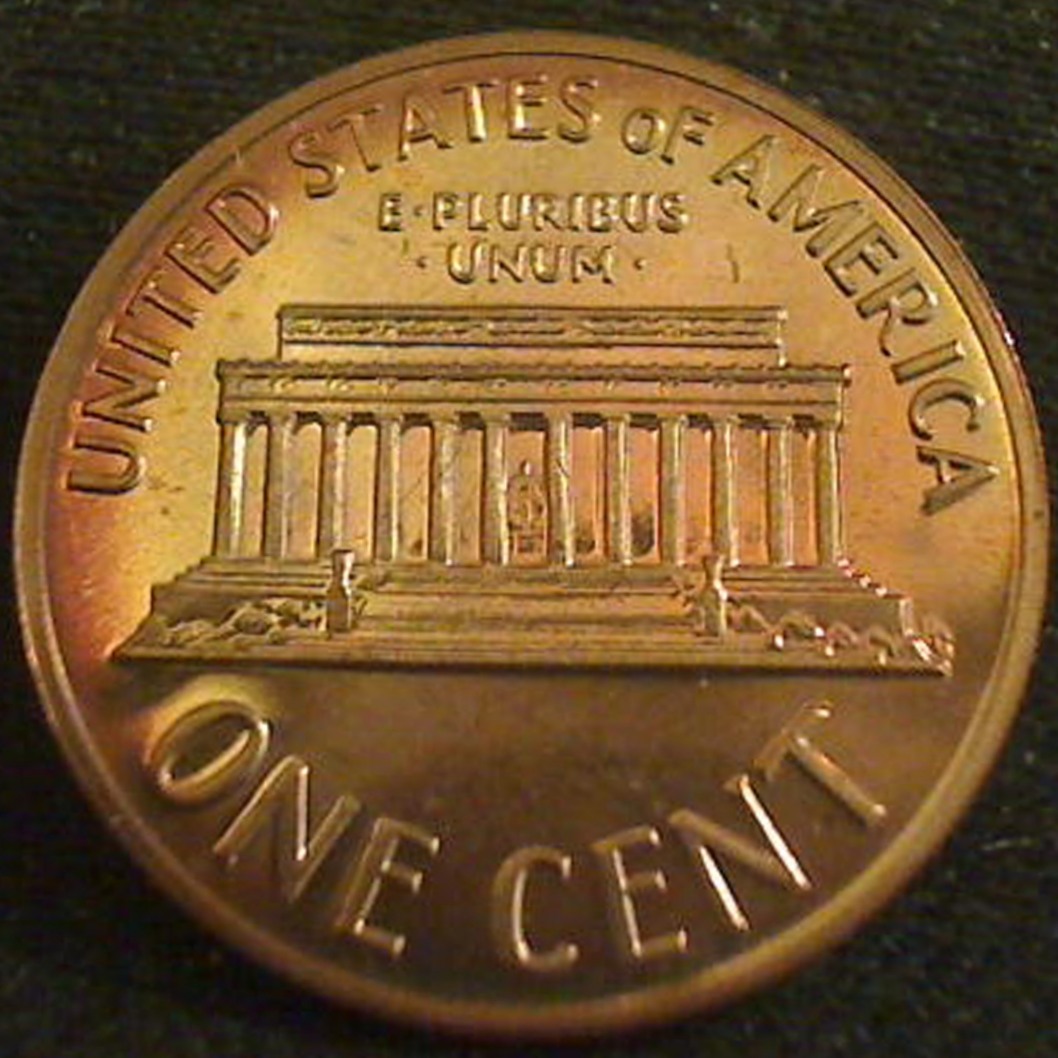 UNITED STATES OF AMERICA
E·PLURIBUS
·UNUM·
ONE CENT